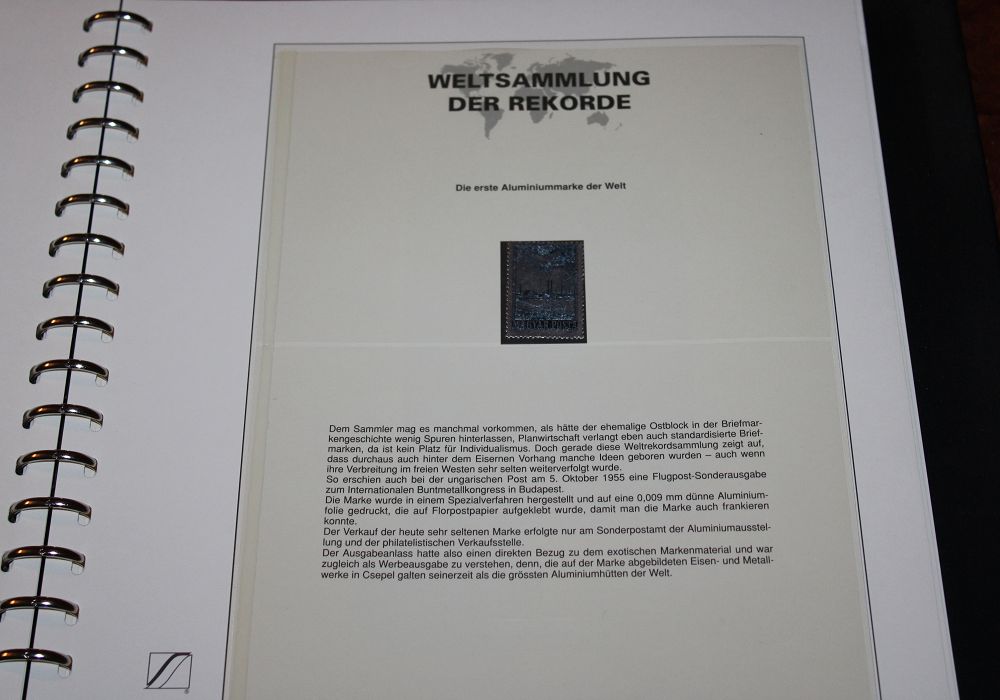 WELTSAMMLUNG
DER REKORDE
Die erste Aluminiummarke der Welt
MAGYAR POSTA
Dem Sammler mag es manchmal vorkommen, als hätte der ehemalige Ostblock in der Briefmar-
kengeschichte wenig Spuren hinterlassen, Planwirtschaft verlangt eben auch standardisierte Brief-
marken, da ist kein Platz für Individualismus. Doch gerade diese Weltrekordsammlung zeigt auf,
dass durchaus auch hinter dem Eisernen Vorhang manche Ideen geboren wurden – auch wenn
ihre Verbreitung im freien Westen sehr selten weiterverfolgt wurde.
So erschien auch bei der ungarischen Post am 5. Oktober 1955 eine Flugpost-Sonderausgabe
zum Internationalen Buntmetallkongress in Budapest.
Die Marke wurde in einem Spezialverfahren hergestellt und auf eine 0,009 mm dünne Aluminium-
folie gedruckt, die auf Florpostpapier aufgeklebt wurde, damit man die Marke auch frankieren
konnte.
Der Verkauf der heute sehr seltenen Marke erfolgte nur am Sonderpostamt der Aluminiumausstel-
lung und der philatelistischen Verkaufsstelle.
Der Ausgabeanlass hatte also einen direkten Bezug zu dem exotischen Markenmaterial und war
zugleich als Werbeausgabe zu verstehen, denn, die auf der Marke abgebildeten Eisen- und Metall-
werke in Csepel galten seinerzeit als die grössten Aluminiumhütten der Welt.